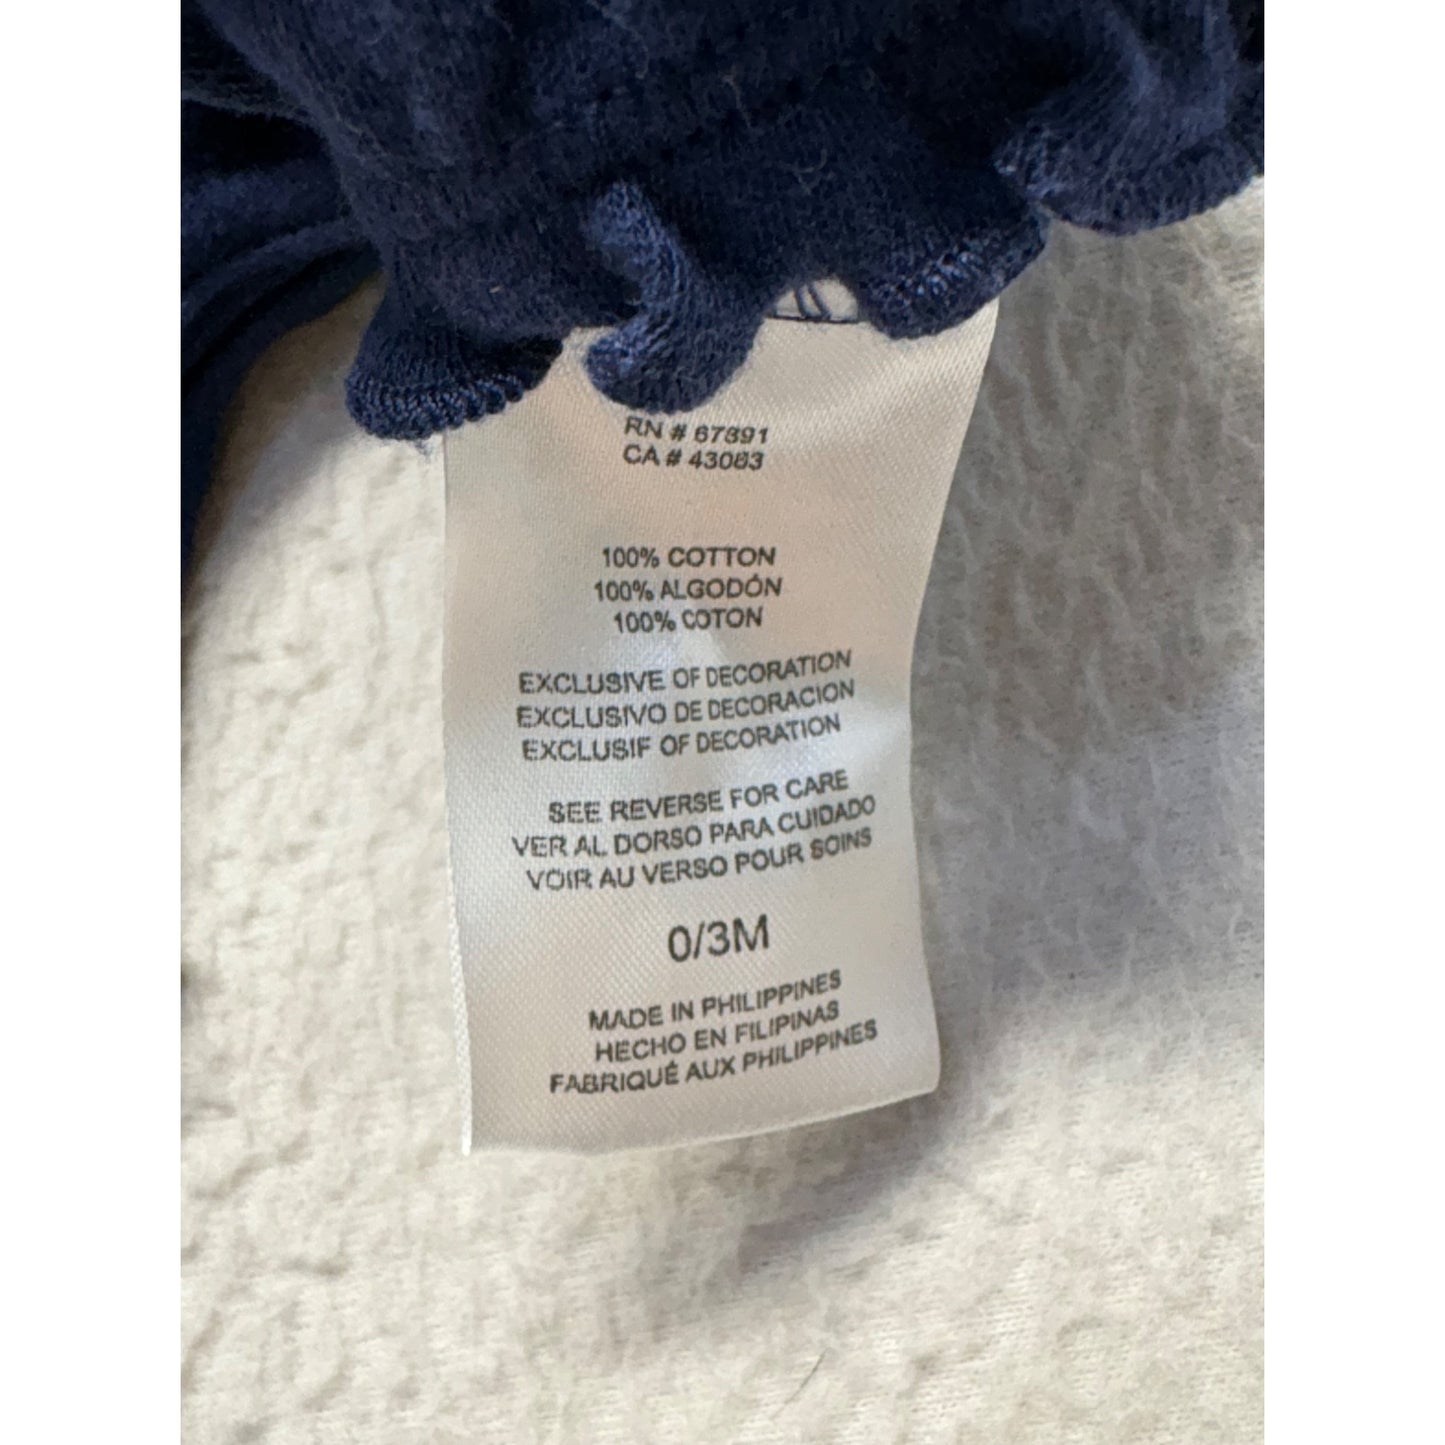 RN # 67891
CA # 43083
100% COTTON
100% ALGODÓN
100% COTON
EXCLUSIVE OF DECORATION
EXCLUSIVO DE DECORACION
EXCLUSIF OF DECORATION
SEE REVERSE FOR CARE
VER AL DORSO PARA CUIDADO
VOIR AU VERSO POUR SOINS
0/3M
MADE IN PHILIPPINES
HECHO EN FILIPINAS
FABRIQUÉ AUX PHILIPPINES